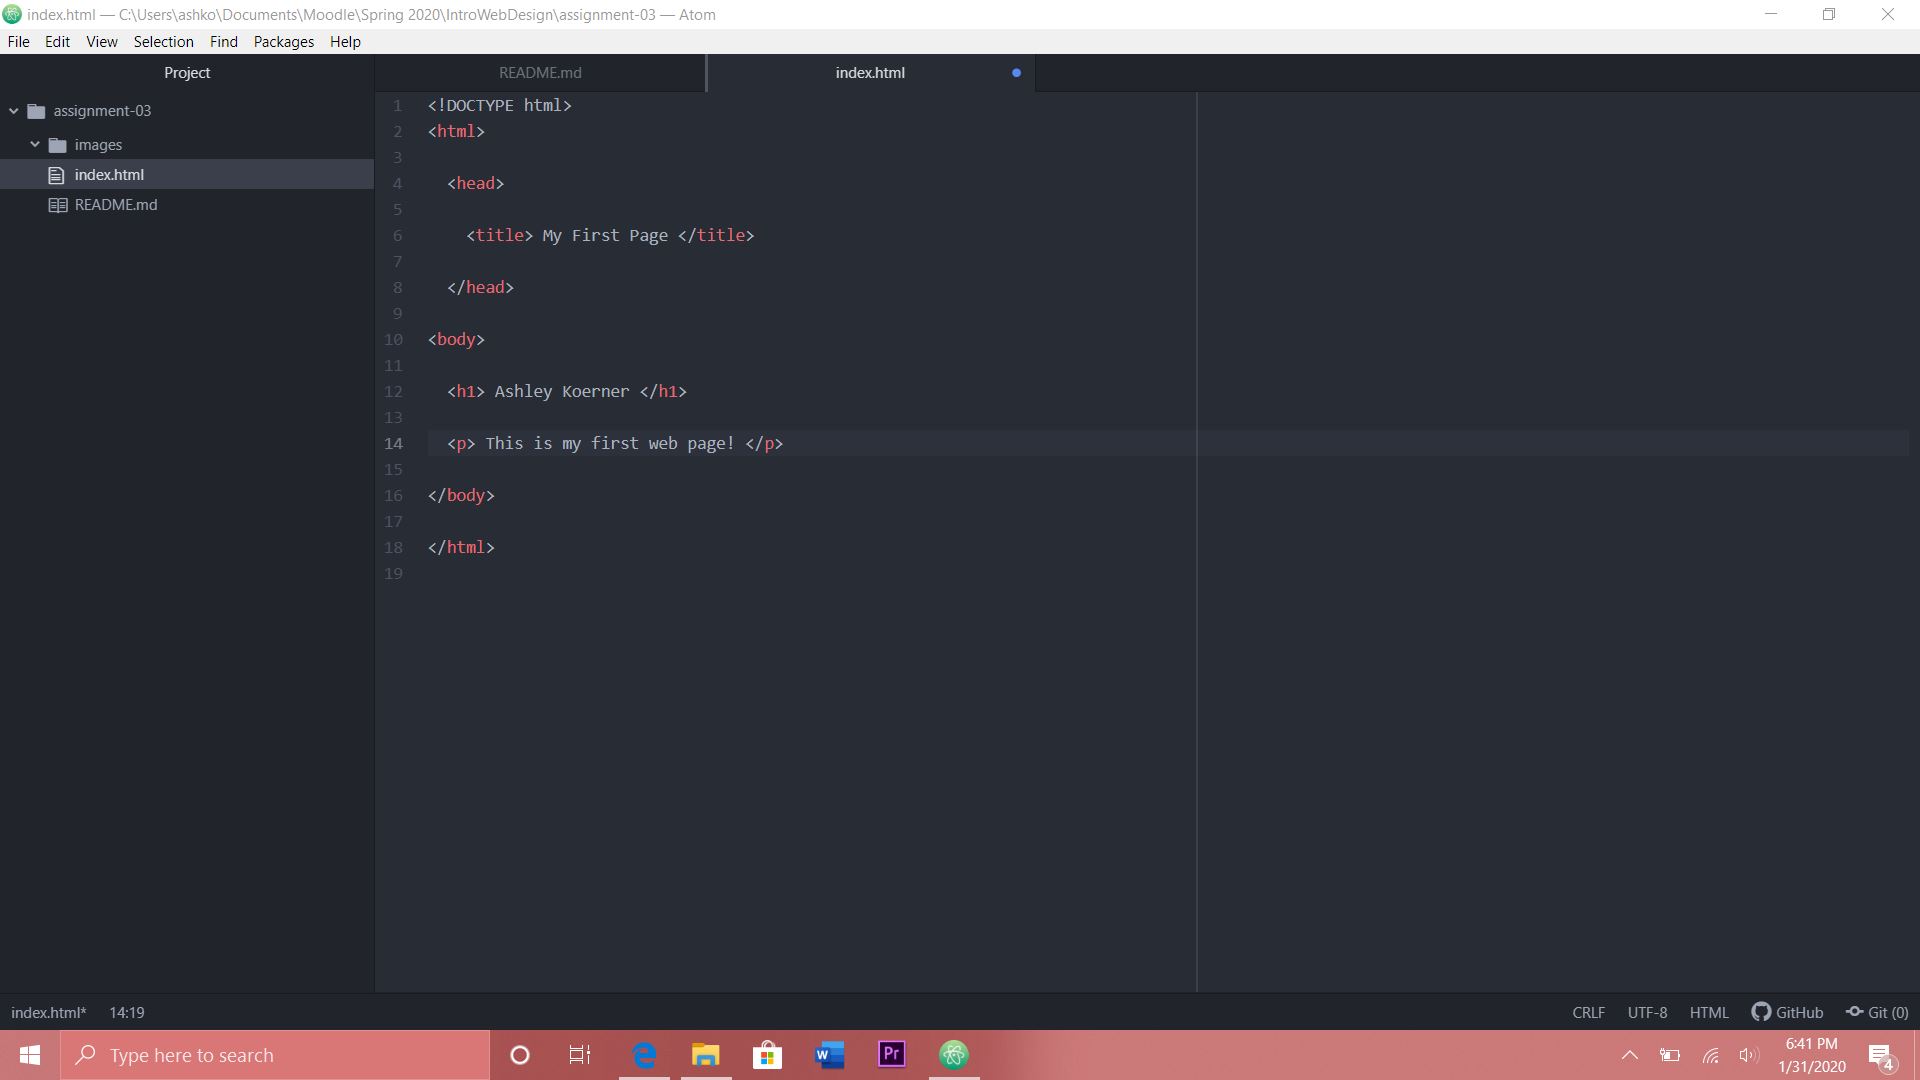 index.html — C:\Users\ashko\Documents\Moodle\Spring 2020\IntroWebDesign\assignment-03 — Atom
File Edit View Selection Find Packages Help
Project
assignment-03
images
index.html
README.md
README.md
index.html
1 <!DOCTYPE html>
2 <html>
3
4 <head>
5
6 <title> My First Page </title>
7
8 </head>
9
10 <body>
11
12 <h1> Ashley Koerner </h1>
13
14 <p> This is my first web page! </p>
15
16 </body>
17
18 </html>
19
index.html* 14:19
CRLF UTF-8 HTML GitHub Git (0)
Type here to search
W
Pr
6:41 PM
1/31/2020
4